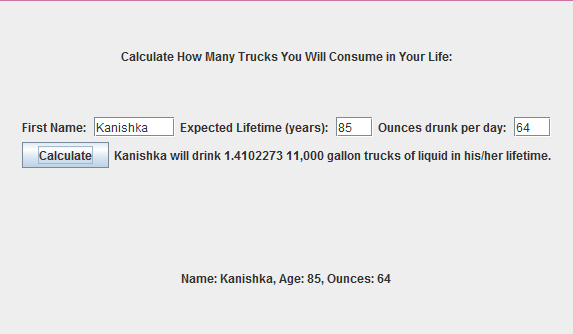 Calculate How Many Trucks You Will Consume in Your Life:
First Name: Kanishka Expected Lifetime (years): 85 Ounces drunk per day: 64
Calculate Kanishka will drink 1.4102273 11,000 gallon trucks of liquid in his/her lifetime.
Name: Kanishka, Age: 85, Ounces: 64